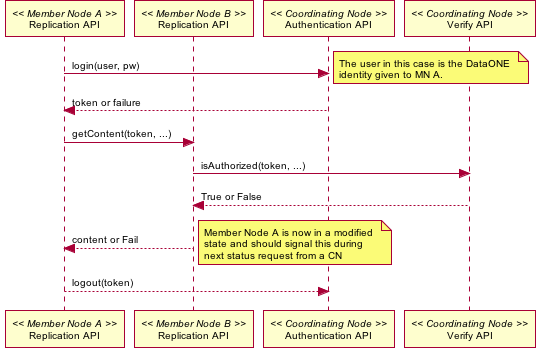 << Member Node A >>
Replication API
<< Member Node B >>
Replication API
<< Coordinating Node >>
Authentication API
<< Coordinating Node >>
Verify API
login(user, pw)
The user in this case is the DataONE
identity given to MN A.
token or failure
getContent(token, ...)
isAuthorized(token, ...)
True or False
Member Node A is now in a modified
state and should signal this during
next status request from a CN
content or Fail
logout(token)
<< Member Node A >>
Replication API
<< Member Node B >>
Replication API
<< Coordinating Node >>
Authentication API
<< Coordinating Node >>
Verify API